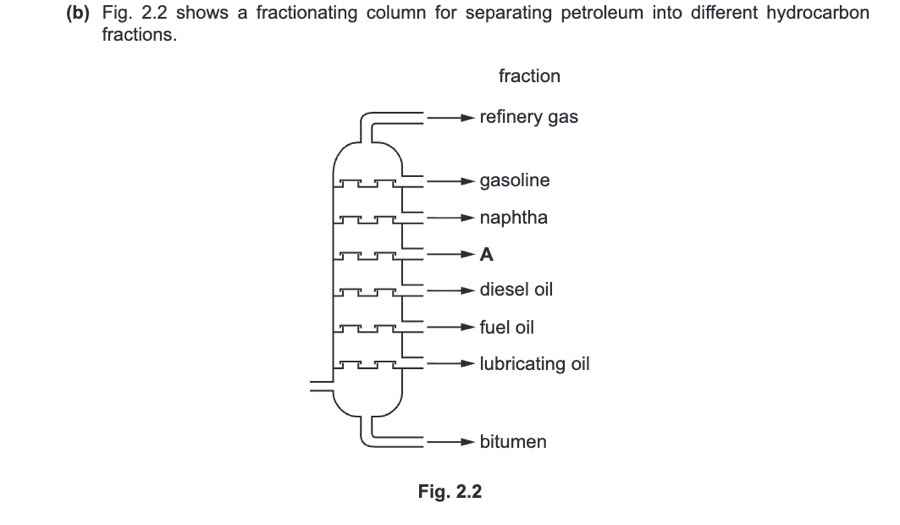 (b) Fig. 2.2 shows a fractionating column for separating petroleum into different hydrocarbon
fractions.
fraction
refinery gas
gasoline
naphtha
A
diesel oil
fuel oil
lubricating oil
bitumen
Fig. 2.2